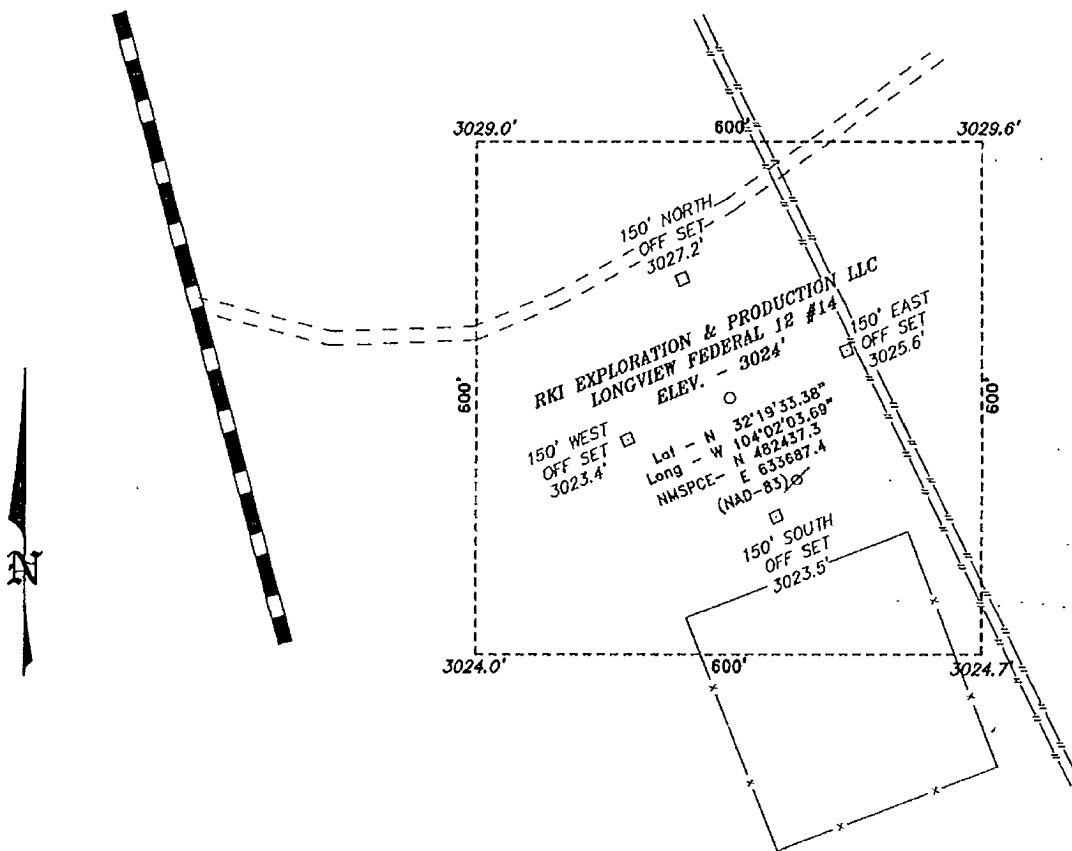 3029.0'
600'
3029.6'
150' NORTH
OFF SET
3027.2'
RKI EXPLORATION & PRODUCTION LLC
LONGVIEW FEDERAL 12 #14
ELEV. - 3024'
150' EAST
OFF SET
3025.6'
600'
600'
150' WEST
OFF SET
3023.4'
Lat - N 32°19'33.38"
Long - W 104°02'03.69"
NMSPCE- N 482437.3
E 633687.4
(NAD-83)
150' SOUTH
OFF SET
3023.5'
N
3024.0'
600'
3024.7'